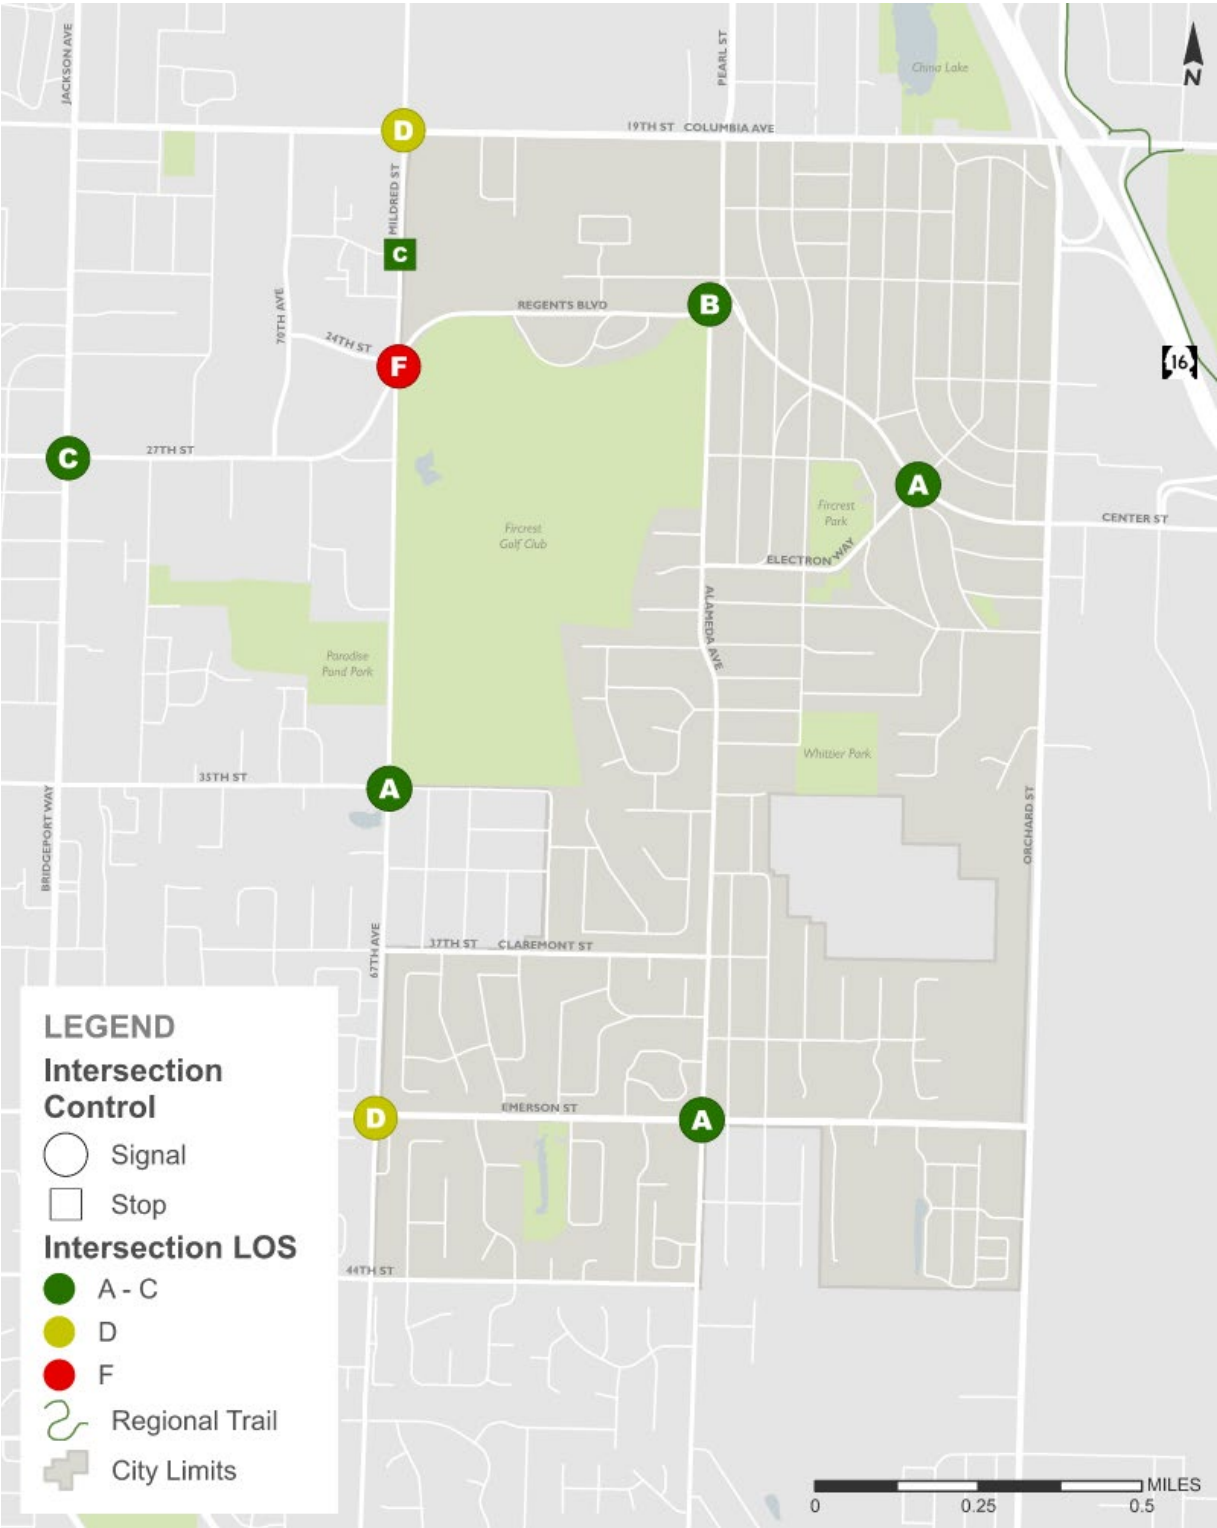 JACKSON AVE
PEARL ST
China Lake
N
D
19TH ST COLUMBIA AVE
MILDRED ST
C
70TH AVE
REGENTS BLVD
B
24TH ST
F
16
C
27TH ST
A
Fircrest
Park
CENTER ST
Fircrest
Golf Club
ELECTRON WAY
ALAMEDA AVE
Paradise
Pond Park
Whittier Park
35TH ST
A
BRIDGEPORT WAY
ORCHARD ST
67TH AVE
37TH ST CLAREMONT ST
D
EMERSON ST
A
44TH ST
LEGEND
Intersection
Control
Signal
Stop
Intersection LOS
A - C
D
F
Regional Trail
City Limits
MILES
0 0.25 0.5